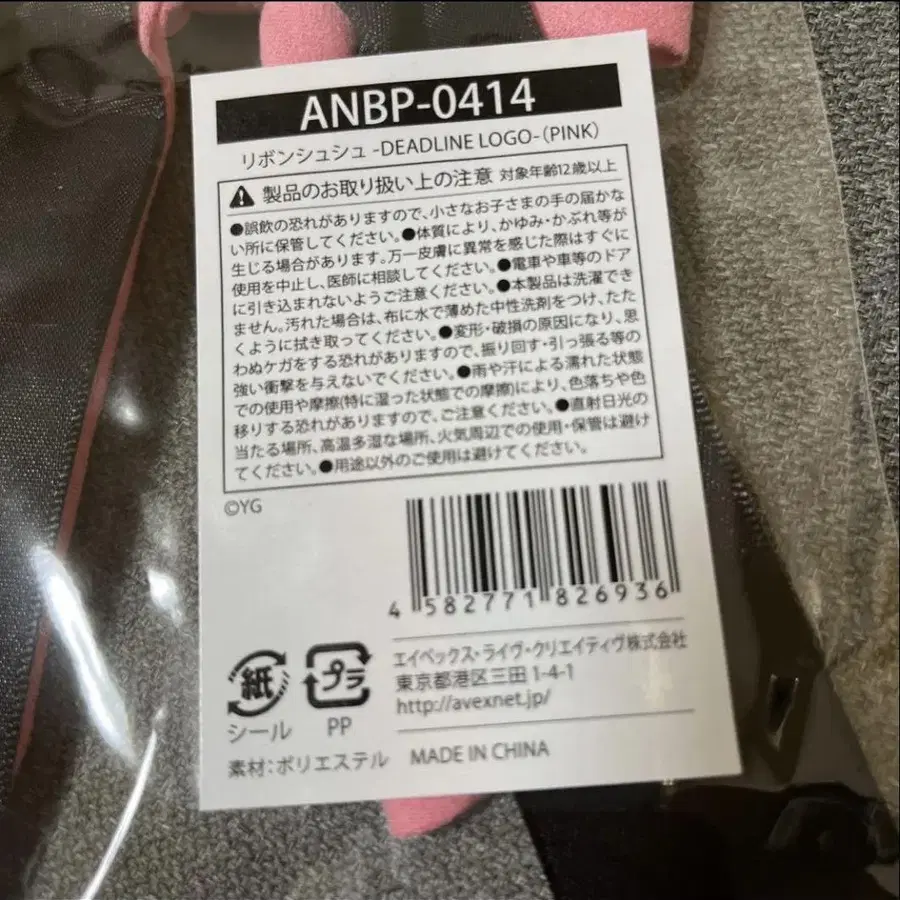 ANBP-0414
リボンシュシュ -DEADLINE LOGO-(PINK)
製品のお取り扱い上の注意 対象年齢12歳以上
●誤飲の恐れがありますので、小さなお子さまの手の届かな
い所に保管してください。●体質により、かゆみ・かぶれ等が
生じる場合があります。万一皮膚に異常を感じた際はすぐに
使用を中止し、医師に相談してください。●電車や車等のドア
に引き込まれないようご注意ください。●本製品は洗濯でき
ません。汚れた場合は、布に水で薄めた中性洗剤をつけ、たた
くように拭き取ってください。●変形・破損の原因になり、思
わぬケガをする恐れがありますので、振り回す・引っ張る等の
強い衝撃を与えないでください。●雨や汗による濡れた状態
での使用や摩擦(特に湿った状態での摩擦)により、色落ちや色
移りする恐れがありますので、ご注意ください。●直射日光の
当たる場所、高温多湿な場所、火気周辺での使用・保管は避け
てください。●用途以外のご使用は避けてください。
©YG
4 582771 826936
紙
シール
プラ
PP
エイベックス・ライヴ・クリエイティヴ株式会社
東京都港区三田 1-4-1
http://avexnet.jp/
素材:ポリエステル MADE IN CHINA